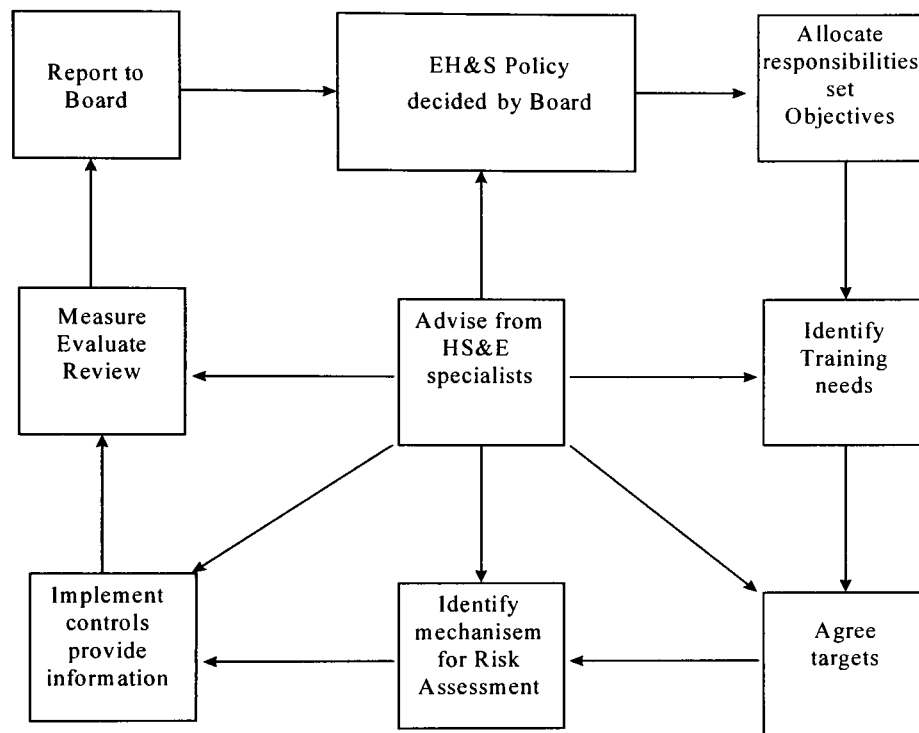 Report to
Board
EH&S Policy
decided by Board
Allocate
responsibilities
set
Objectives
Measure
Evaluate
Review
Advise from
HS&E
specialists
Identify
Training
needs
Implement
controls
provide
information
Identify
mechanisem
for Risk
Assessment
Agree
targets